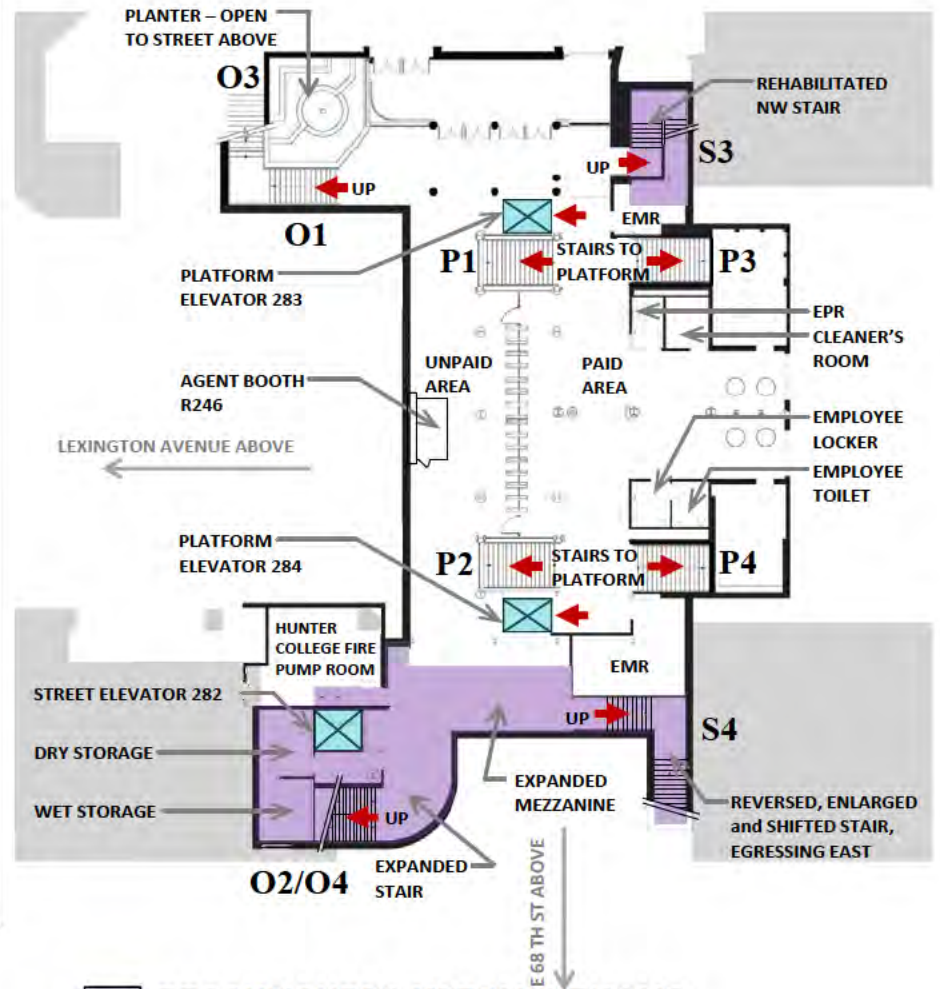 PLANTER – OPEN
TO STREET ABOVE
O3
REHABILITATED
NW STAIR
S3
UP
UP
O1
EMR
P1
STAIRS TO
PLATFORM
P3
PLATFORM
ELEVATOR 283
EPR
CLEANER'S
ROOM
UNPAID
AREA
PAID
AREA
AGENT BOOTH
R246
EMPLOYEE
LOCKER
LEXINGTON AVENUE ABOVE
EMPLOYEE
TOILET
PLATFORM
ELEVATOR 284
P2
STAIRS TO
PLATFORM
P4
HUNTER
COLLEGE FIRE
PUMP ROOM
EMR
STREET ELEVATOR 282
UP
S4
DRY STORAGE
EXPANDED
MEZZANINE
WET STORAGE
UP
REVERSED, ENLARGED
and SHIFTED STAIR,
EGRESSING EAST
EXPANDED
STAIR
O2/O4
E 68 TH ST ABOVE